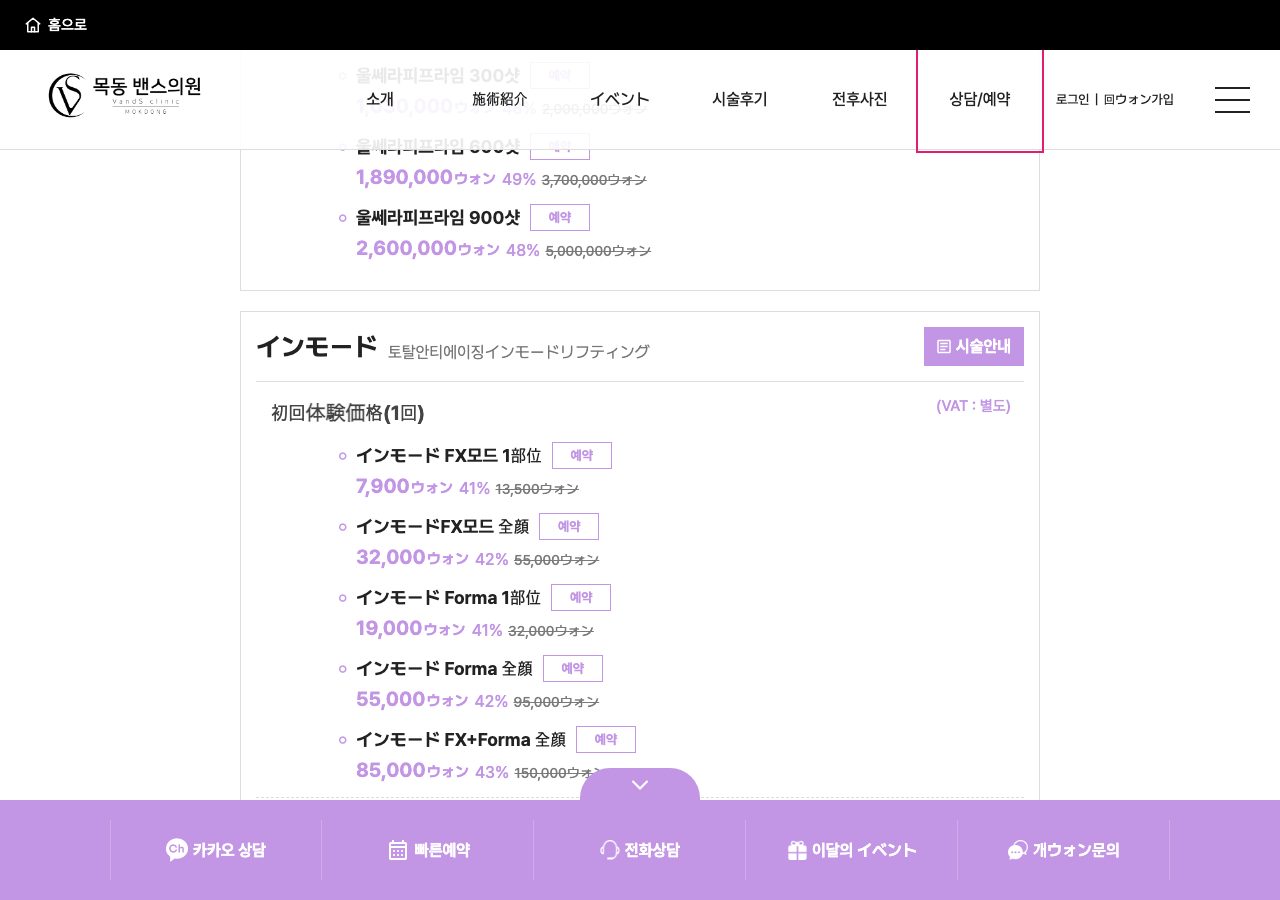 홈으로
목동 밴스의원
VandS clinic
MOKDONG
소개
施術紹介
イベント
시술후기
전후사진
상담/예약
로그인 | 回ウォン가입
울쎄라피프라임 300샷 예약
2,000,000ウォン
울쎄라피프라임 600샷 예약
1,890,000ウォン 49% 3,700,000ウォン
울쎄라피프라임 900샷 예약
2,600,000ウォン 48% 5,000,000ウォン
インモード 토탈안티에이징インモードリフティング
시술안내
初回体験価格(1回)
(VAT : 별도)
インモード FX모드 1部位 예약
7,900ウォン 41% 13,500ウォン
インモードFX모드 全顔 예약
32,000ウォン 42% 55,000ウォン
インモード Forma 1部位 예약
19,000ウォン 41% 32,000ウォン
インモード Forma 全顔 예약
55,000ウォン 42% 95,000ウォン
インモード FX+Forma 全顔 예약
85,000ウォン 43% 150,000ウォン
Ch 카카오 상담
빠른예약
전화상담
이달의 イベント
개ウォン문의